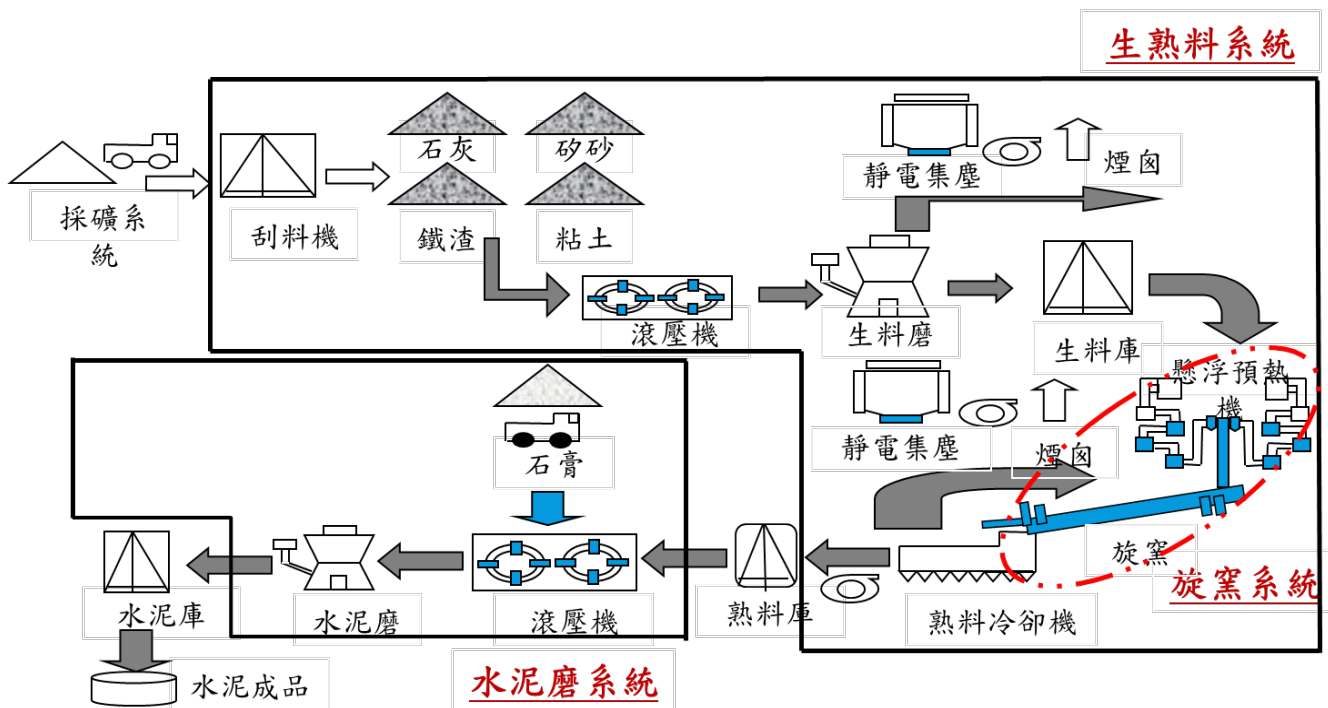 生熟料系統
石灰
矽砂
採礦系
統
刮料機
鐵渣
粘土
靜電集塵
煙囪
滾壓機
生料磨
生料庫
懸浮預熱
機
石膏
靜電集塵
煙囪
旋窯
旋窯系統
水泥庫
水泥磨
滾壓機
熟料庫
熟料冷卻機
水泥磨系統
水泥成品